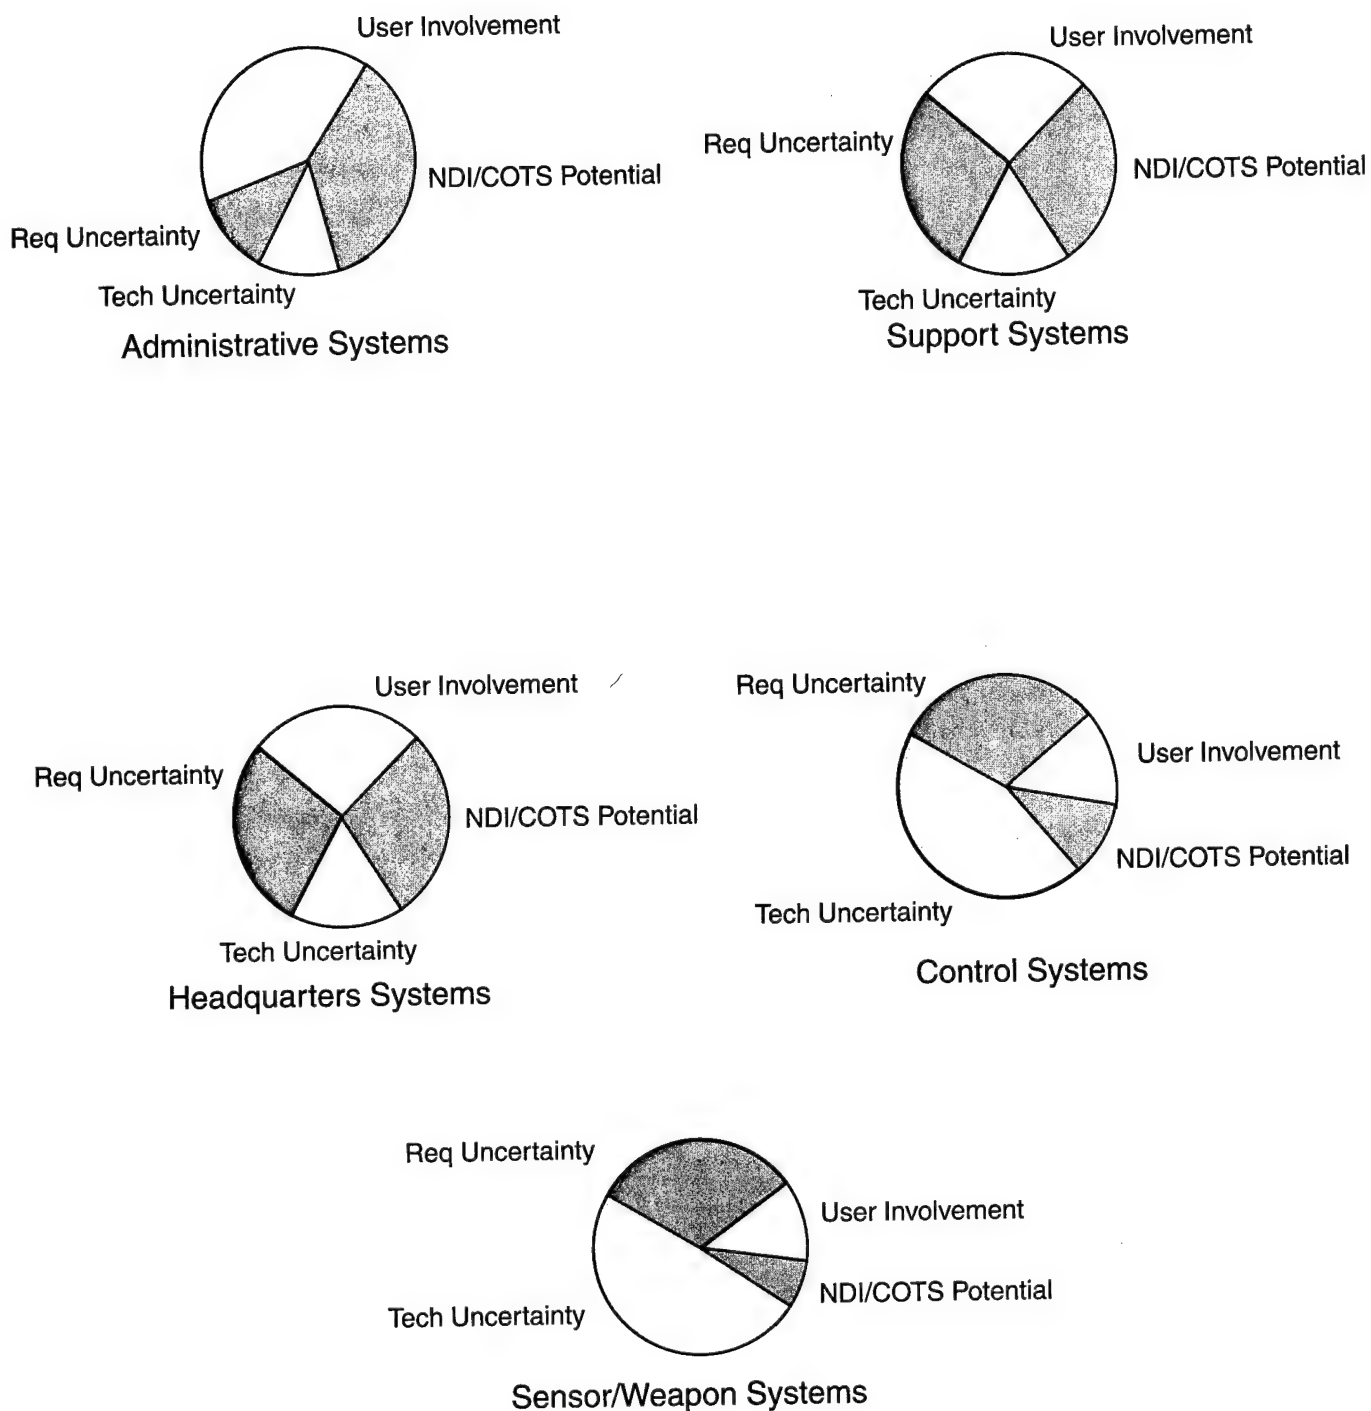 User Involvement
NDI/COTS Potential
Req Uncertainty
Tech Uncertainty
Administrative Systems
User Involvement
Req Uncertainty
NDI/COTS Potential
Tech Uncertainty
Support Systems
User Involvement
Req Uncertainty
NDI/COTS Potential
Tech Uncertainty
Headquarters Systems
Req Uncertainty
User Involvement
NDI/COTS Potential
Tech Uncertainty
Control Systems
Req Uncertainty
User Involvement
NDI/COTS Potential
Tech Uncertainty
Sensor/Weapon Systems